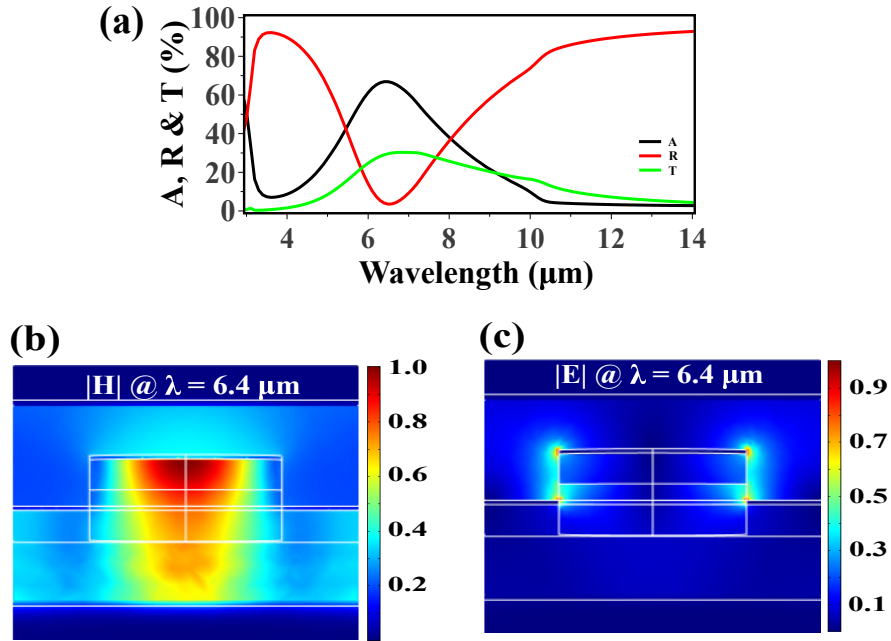 (a)
A, R & T (%)
100
80
60
40
20
0
A
R
T
4 6 8 10 12 14
Wavelength (μm)
(b)
|H| @ λ = 6.4 μm
1.0
0.8
0.6
0.4
0.2
(c)
|E| @ λ = 6.4 μm
0.9
0.7
0.5
0.3
0.1